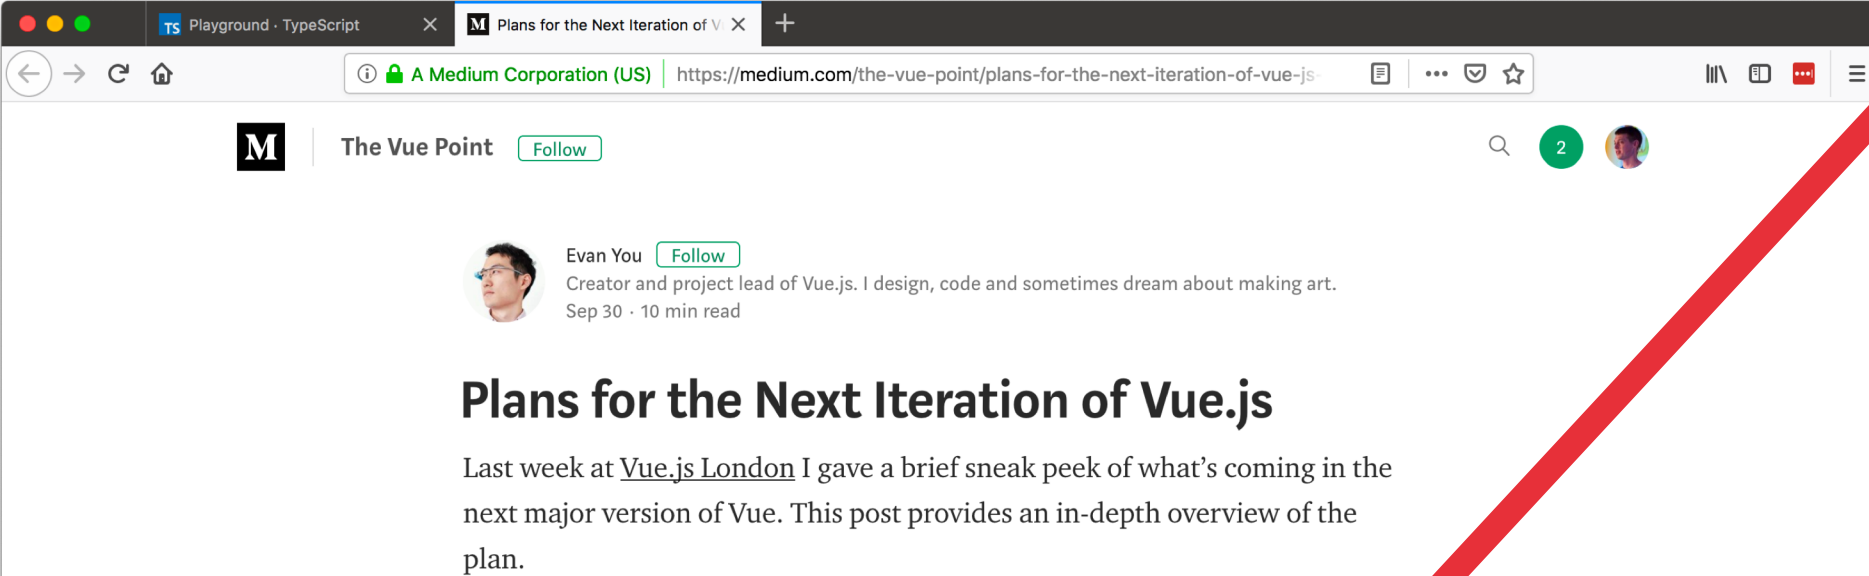 TS Playground · TypeScript
M Plans for the Next Iteration of V
A Medium Corporation (US) https://medium.com/the-vue-point/plans-for-the-next-iteration-of-vue-js-
M The Vue Point Follow 2
Evan You Follow
Creator and project lead of Vue.js. I design, code and sometimes dream about making art.
Sep 30 · 10 min read
Plans for the Next Iteration of Vue.js
Last week at Vue.js London I gave a brief sneak peek of what’s coming in the
next major version of Vue. This post provides an in-depth overview of the
plan.